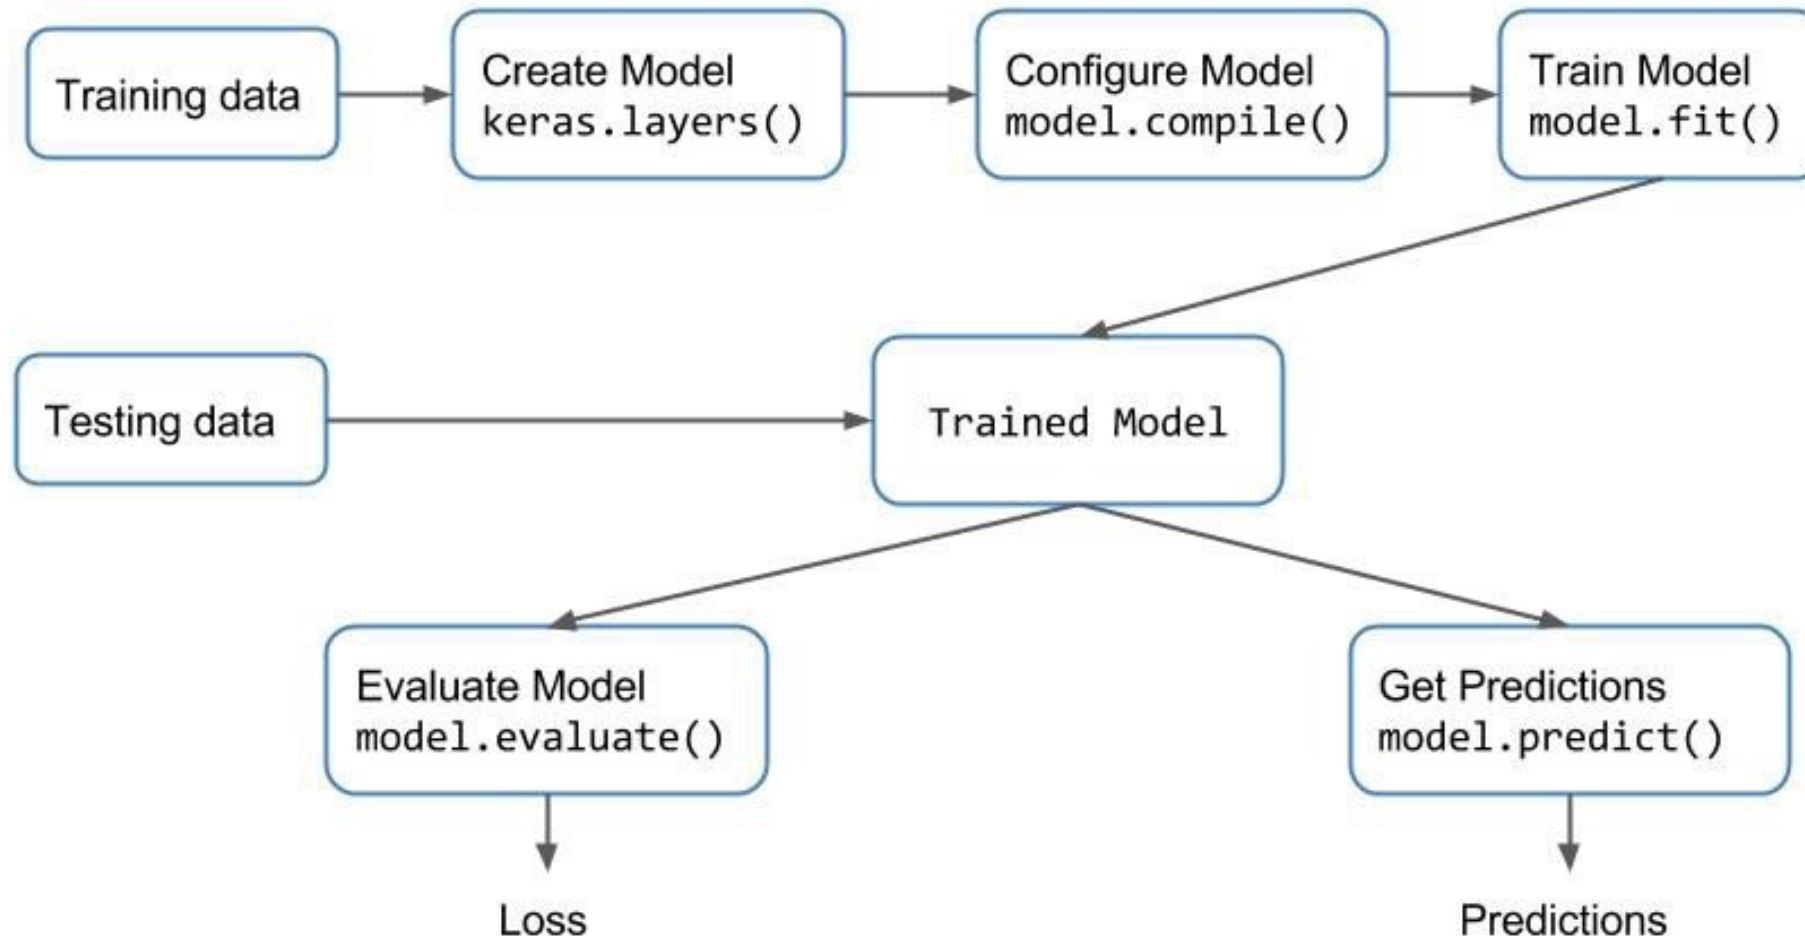 Training data
Create Model
keras.layers()
Configure Model
model.compile()
Train Model
model.fit()
Testing data
Trained Model
Evaluate Model
model.evaluate()
Get Predictions
model.predict()
Loss
Predictions